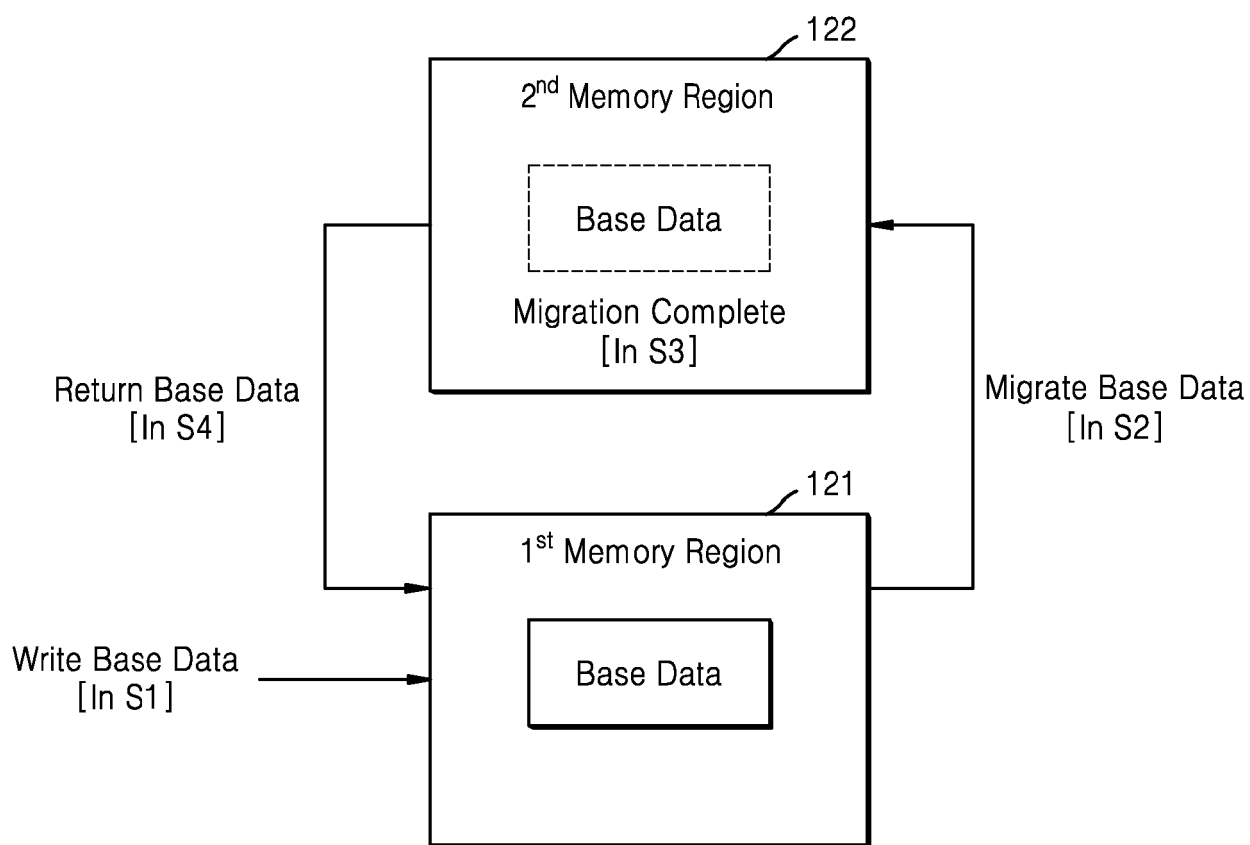 122
2nd Memory Region
Base Data
Migration Complete
[In S3]
Return Base Data
[In S4]
Migrate Base Data
[In S2]
121
1st Memory Region
Write Base Data
[In S1]
Base Data